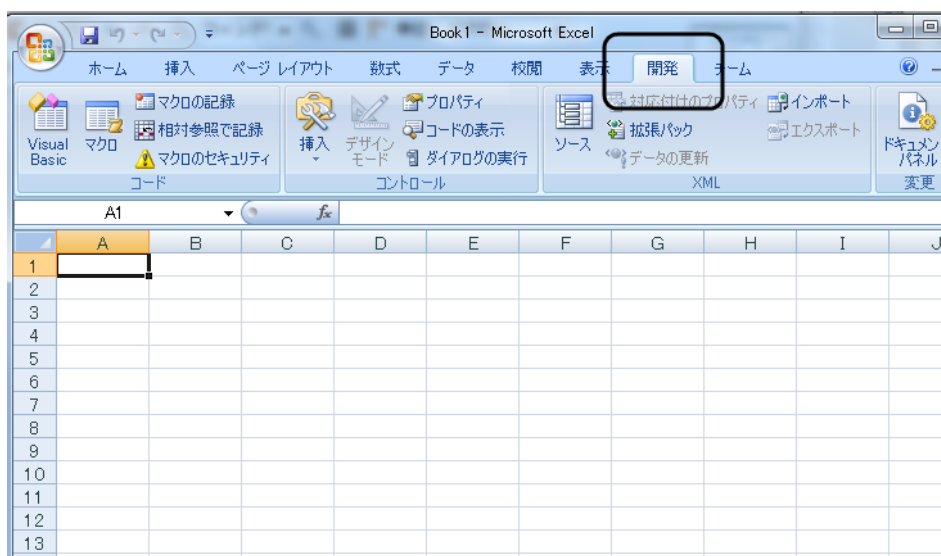 Book1 - Microsoft Excel
ホーム 挿入 ページ レイアウト 数式 データ 校閲 表示 開発 チーム
マクロの記録 プロパティ 対応付けのプロパティ インポート
相対参照で記録 コードの表示 拡張パック エクスポート
マクロのセキュリティ ダイアログの実行 データの更新
Visual Basic マクロ 挿入 デザイン モード ソース ドキュメン パネル
コード コントロール XML 変更
A1 fx
A B C D E F G H I J
1
2
3
4
5
6
7
8
9
10
11
12
13